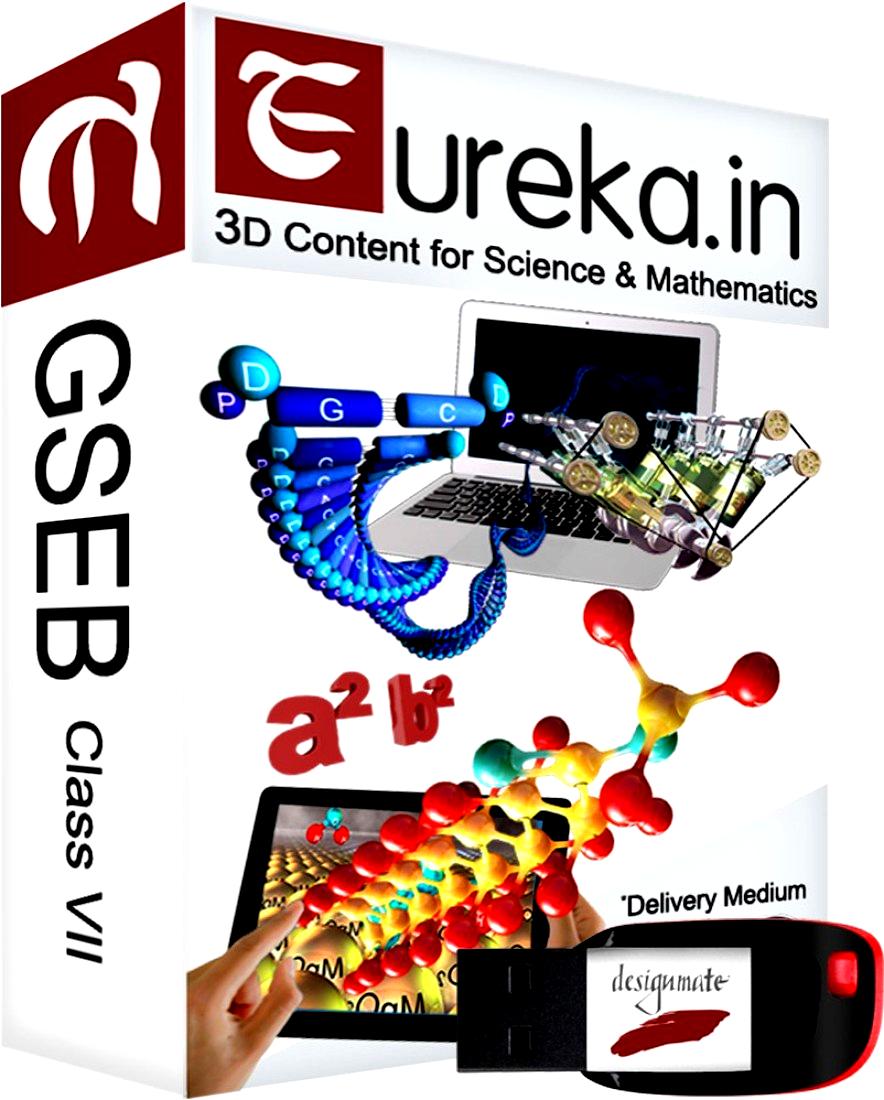 Eureka.in
3D Content for Science & Mathematics
GSEB Class VII
D
P
G
C
D
P
a² b²
*Delivery Medium
designmate